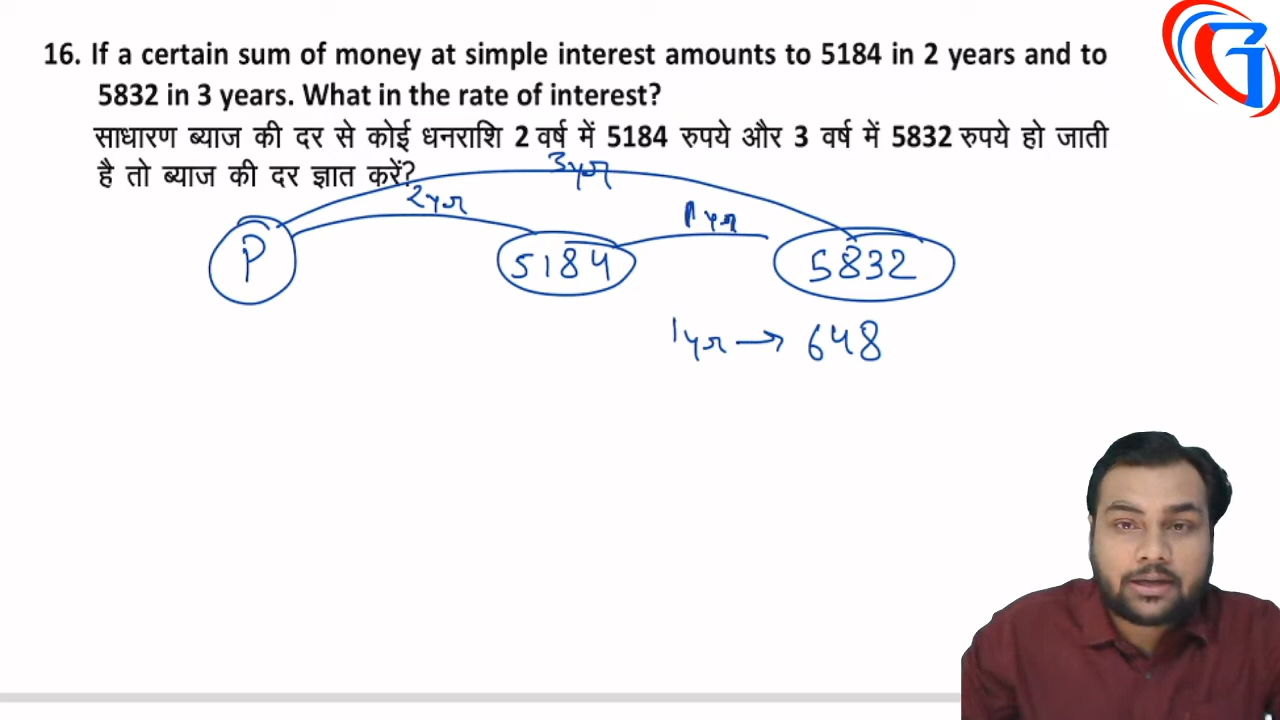 16. If a certain sum of money at simple interest amounts to 5184 in 2 years and to
5832 in 3 years. What in the rate of interest?
साधारण ब्याज की दर से कोई धनराशि 2 वर्ष में 5184 रुपये और 3 वर्ष में 5832 रुपये हो जाती
है तो ब्याज की दर ज्ञात करें?
3yr
2yr
1yr
P
5184
5832
1yr → 648